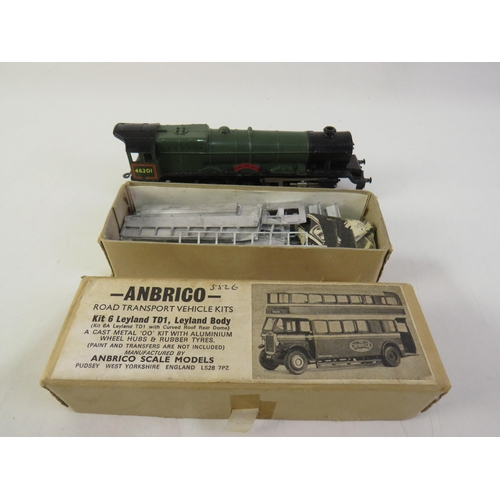 46201
5526
—ANBRICO—
ROAD TRANSPORT VEHICLE KITS
Kit 6 Leyland TD1, Leyland Body
(Kit 6A Leyland TD1 with Curved Roof Rear Dome)
A CAST METAL 'OO' KIT WITH ALUMINIUM
WHEEL HUBS & RUBBER TYRES.
(PAINT AND TRANSFERS ARE NOT INCLUDED)
MANUFACTURED BY
ANBRICO SCALE MODELS
PUDSEY WEST YORKSHIRE ENGLAND LS28 7PZ